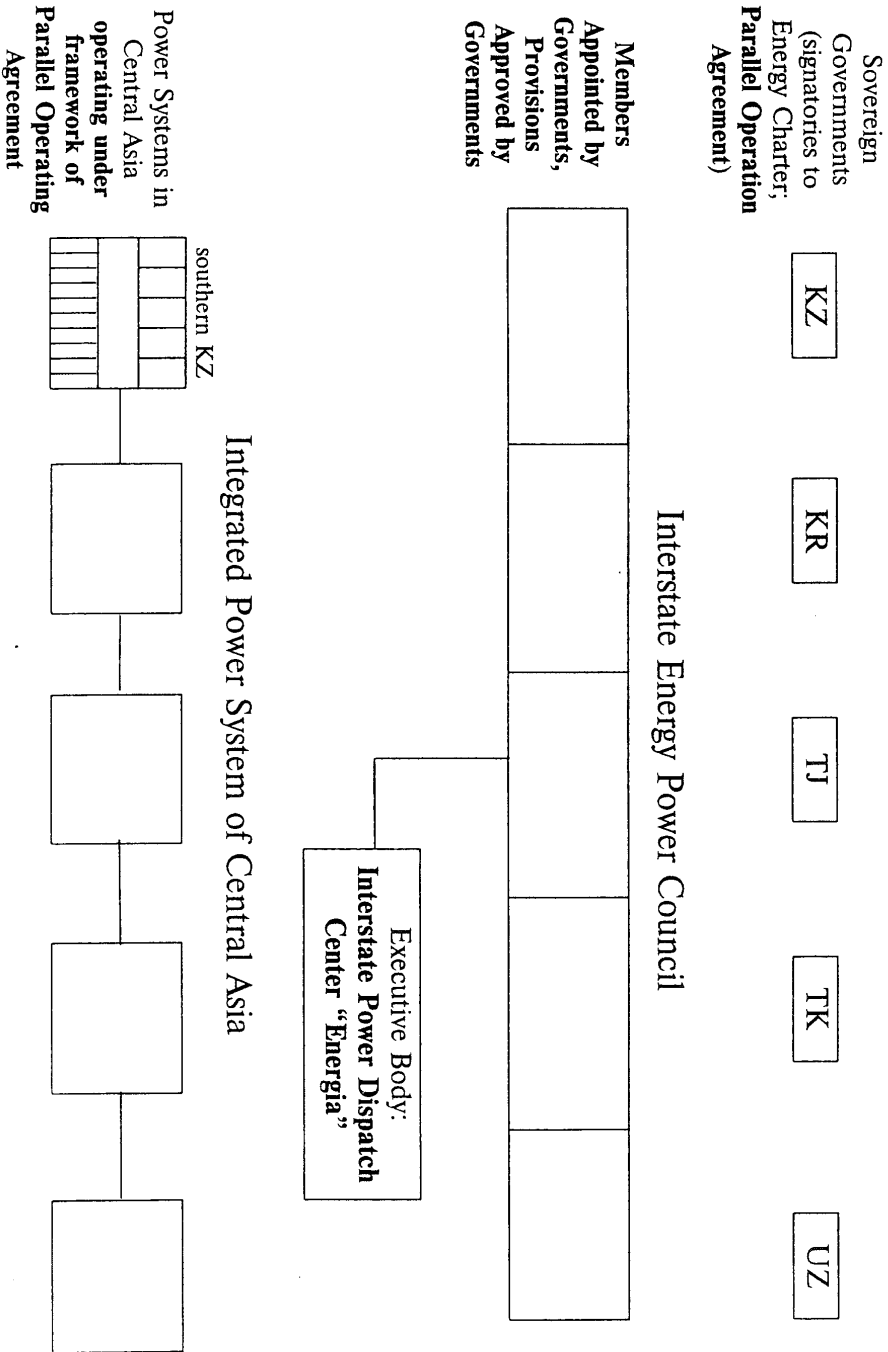 Sovereign
Governments
(signatories to
Energy Charter;
Parallel Operation
Agreement)
KZ
KR
TJ
TK
UZ
Interstate Energy Power Council
Members
Appointed by
Governments,
Provisions
Approved by
Governments
Executive Body:
Interstate Power Dispatch
Center “Energia”
Integrated Power System of Central Asia
Power Systems in
Central Asia
operating under
framework of
Parallel Operating
Agreement
southern KZ